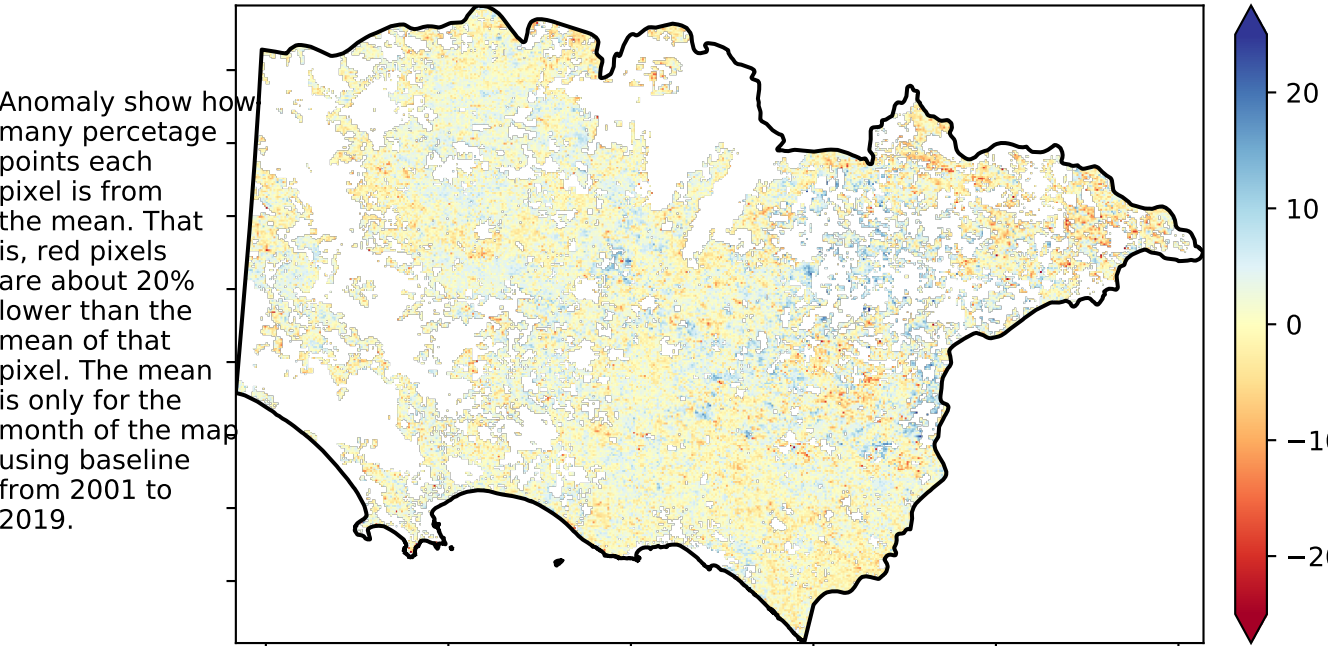 Anomaly show how
many percetage
points each
pixel is from
the mean. That
is, red pixels
are about 20%
lower than the
mean of that
pixel. The mean
is only for the
month of the map
using baseline
from 2001 to
2019.
20
10
0
−10
−20